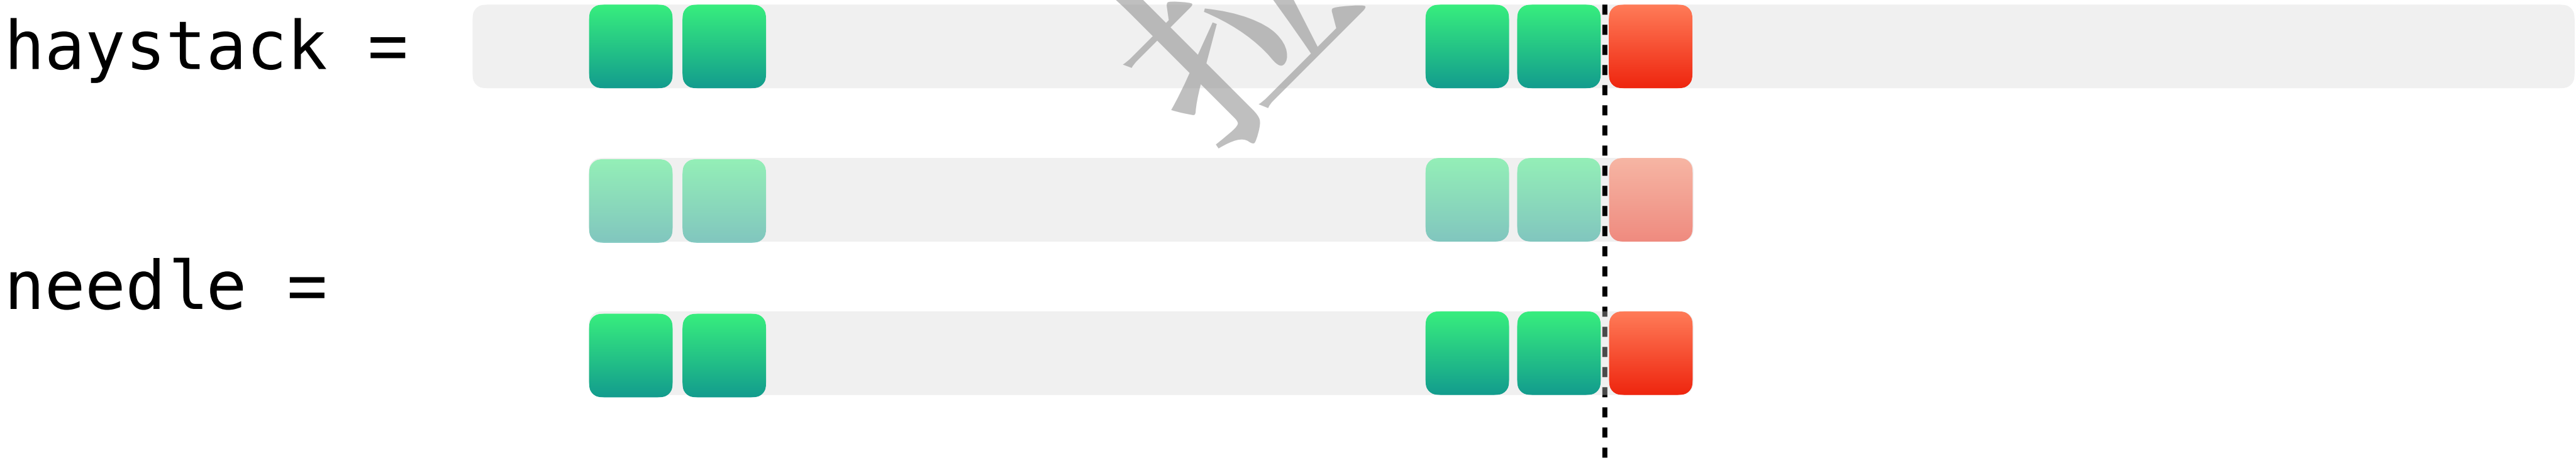 haystack =
needle =